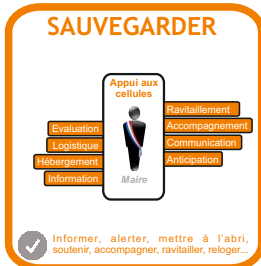 SAUVEGARDER
Appui aux
cellules
Ravitaillement
Accompagnement
Communication
Anticipation
Evaluation
Logistique
Hébergement
Information
Maire
Informer, alerter, mettre à l'abri,
soutenir, accompagner, ravitailler, reloger...